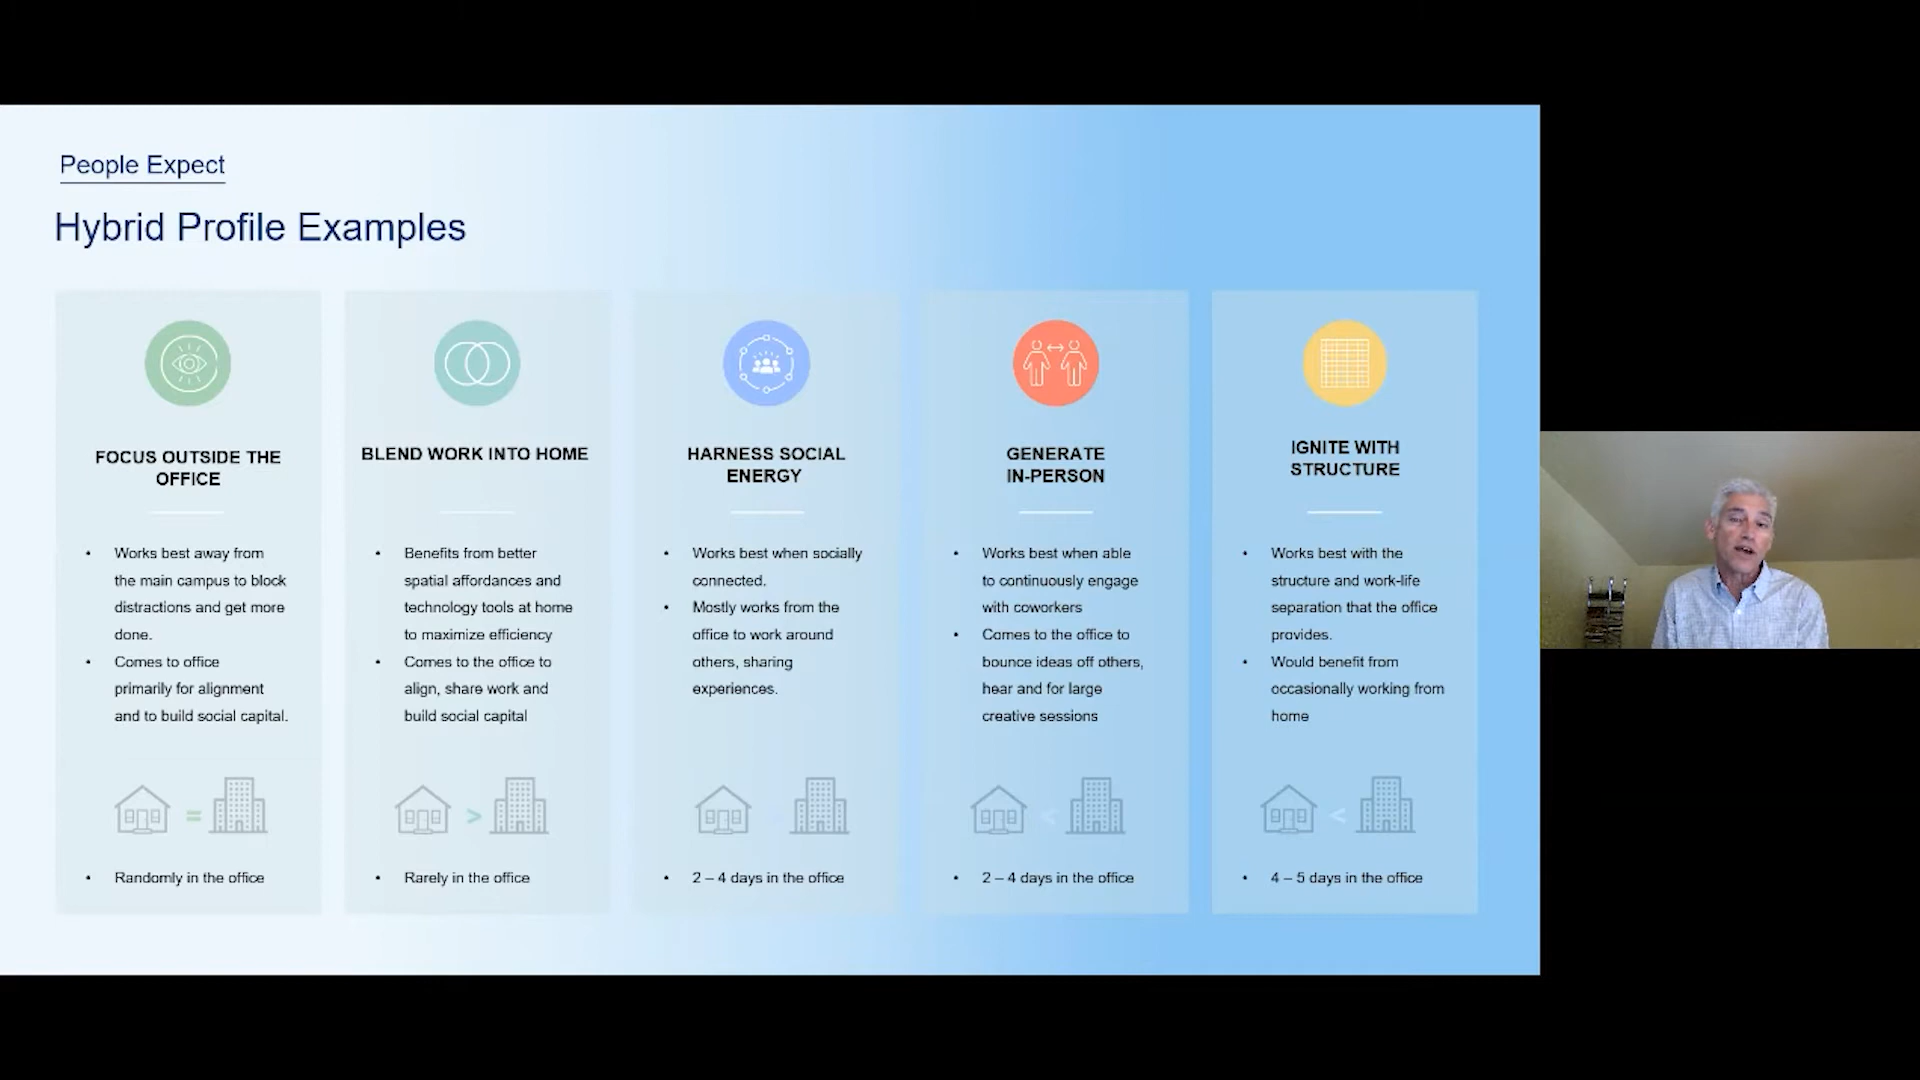 People Expect
Hybrid Profile Examples
FOCUS OUTSIDE THE
OFFICE
• Works best away from
the main campus to block
distractions and get more
done.
• Comes to office
primarily for alignment
and to build social capital.
=
• Randomly in the office
BLEND WORK INTO HOME
• Benefits from better
spatial affordances and
technology tools at home
to maximize efficiency
• Comes to the office to
align, share work and
build social capital
>
• Rarely in the office
HARNESS SOCIAL
ENERGY
• Works best when socially
connected.
• Mostly works from the
office to work around
others, sharing
experiences.
• 2 – 4 days in the office
GENERATE
IN-PERSON
• Works best when able
to continuously engage
with coworkers
• Comes to the office to
bounce ideas off others,
hear and for large
creative sessions
<
• 2 – 4 days in the office
IGNITE WITH
STRUCTURE
• Works best with the
structure and work-life
separation that the office
provides.
• Would benefit from
occasionally working from
home
<
• 4 – 5 days in the office